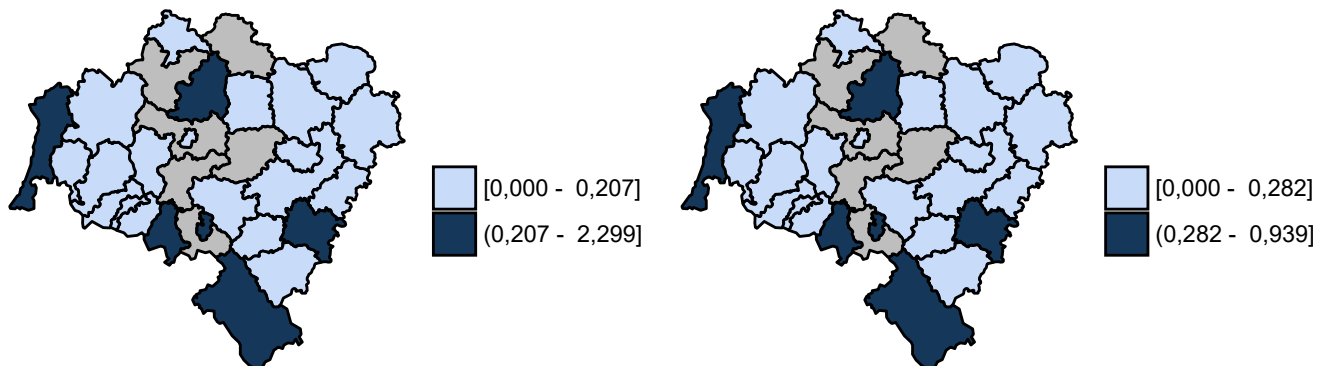 [0,000 - 0,207]
(0,207 - 2,299]
[0,000 - 0,282]
(0,282 - 0,939]